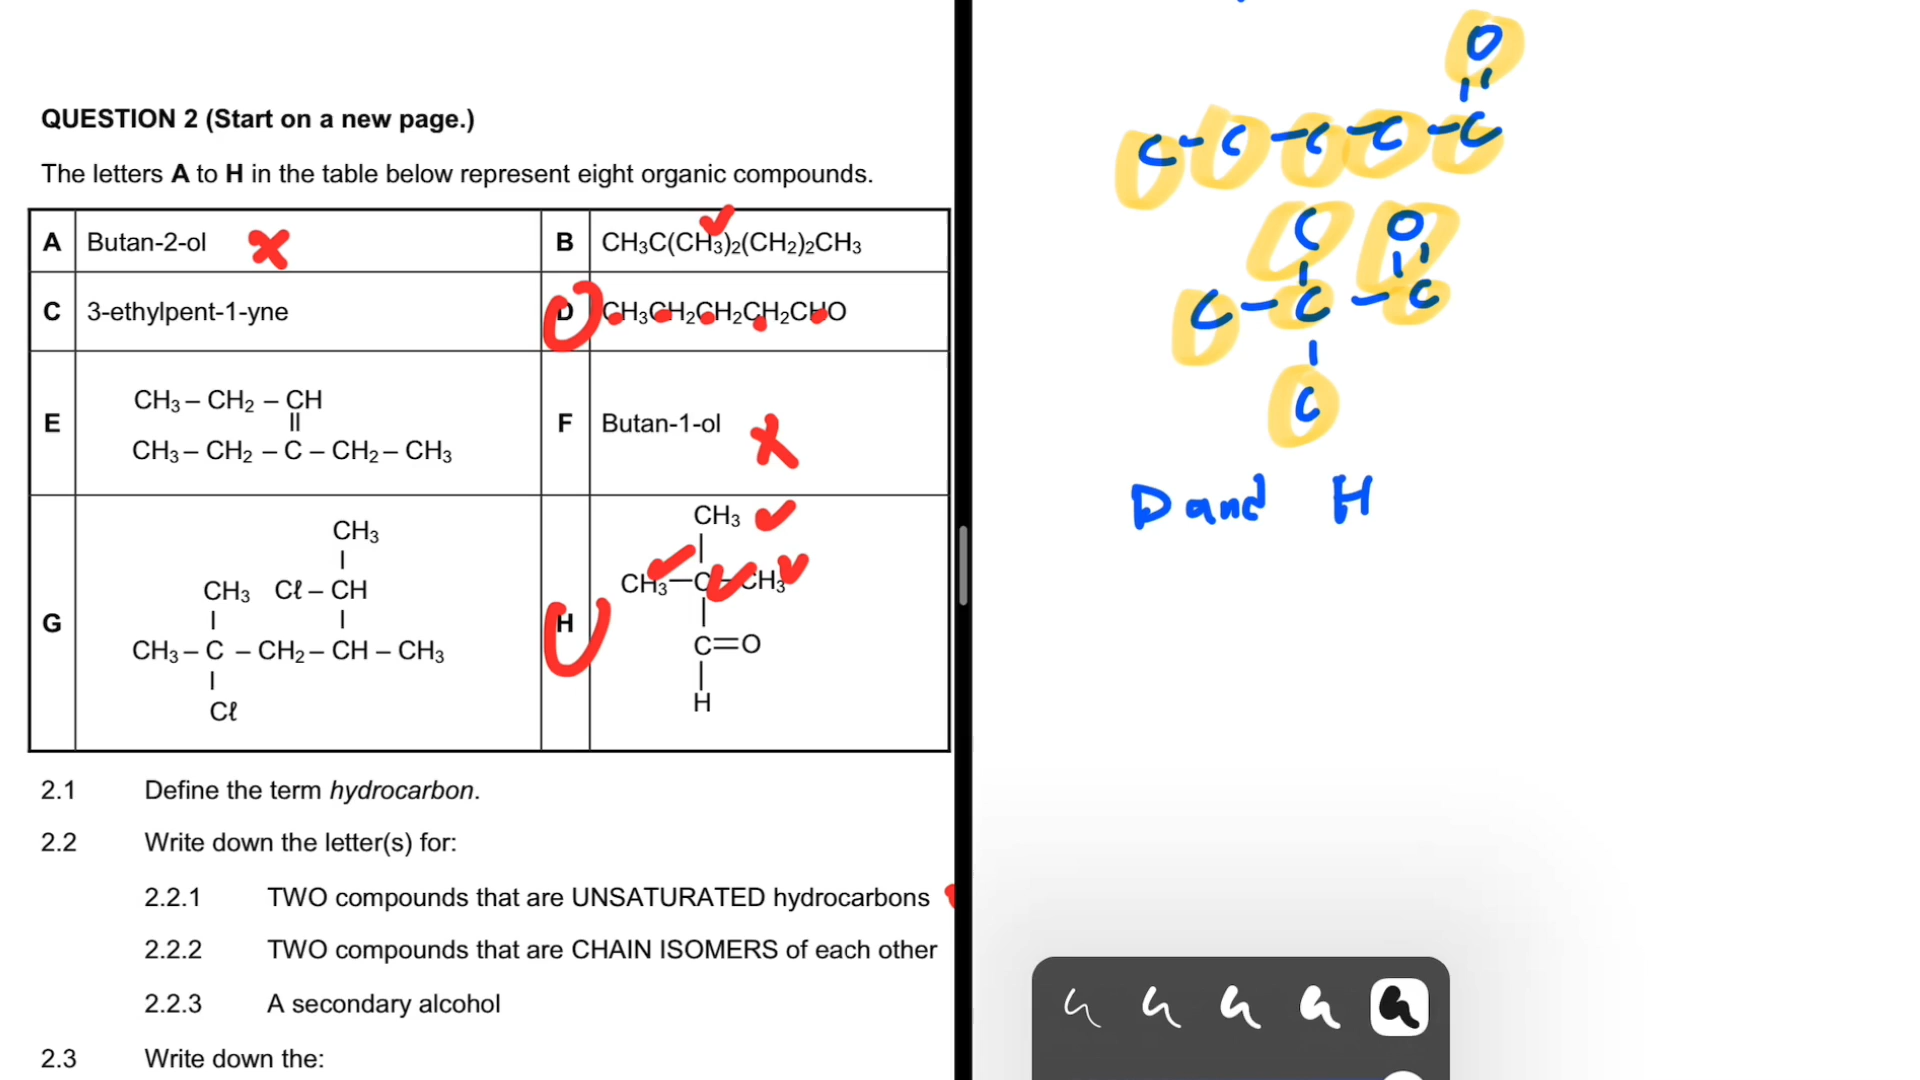 QUESTION 2 (Start on a new page.)
The letters A to H in the table below represent eight organic compounds.
A Butan-2-ol B CH₃C(CH₃)₂(CH₂)₂CH₃
C 3-ethylpent-1-yne D CH₃CH₂CH₂CH₂CHO
E
CH₃ – CH₂ – CH
||
CH₃ – CH₂ – C – CH₂ – CH₃
F Butan-1-ol
G
CH₃
|
CH₃ Cℓ – CH
| |
CH₃ – C – CH₂ – CH – CH₃
|
Cℓ
H
CH₃
|
CH₃ – C – CH₃
|
C=O
|
H
2.1 Define the term hydrocarbon.
2.2 Write down the letter(s) for:
2.2.1 TWO compounds that are UNSATURATED hydrocarbons
2.2.2 TWO compounds that are CHAIN ISOMERS of each other
2.2.3 A secondary alcohol
2.3 Write down the:
O
||
C - C - C - C - C
C O
| ||
C - C - C
|
C
D and H